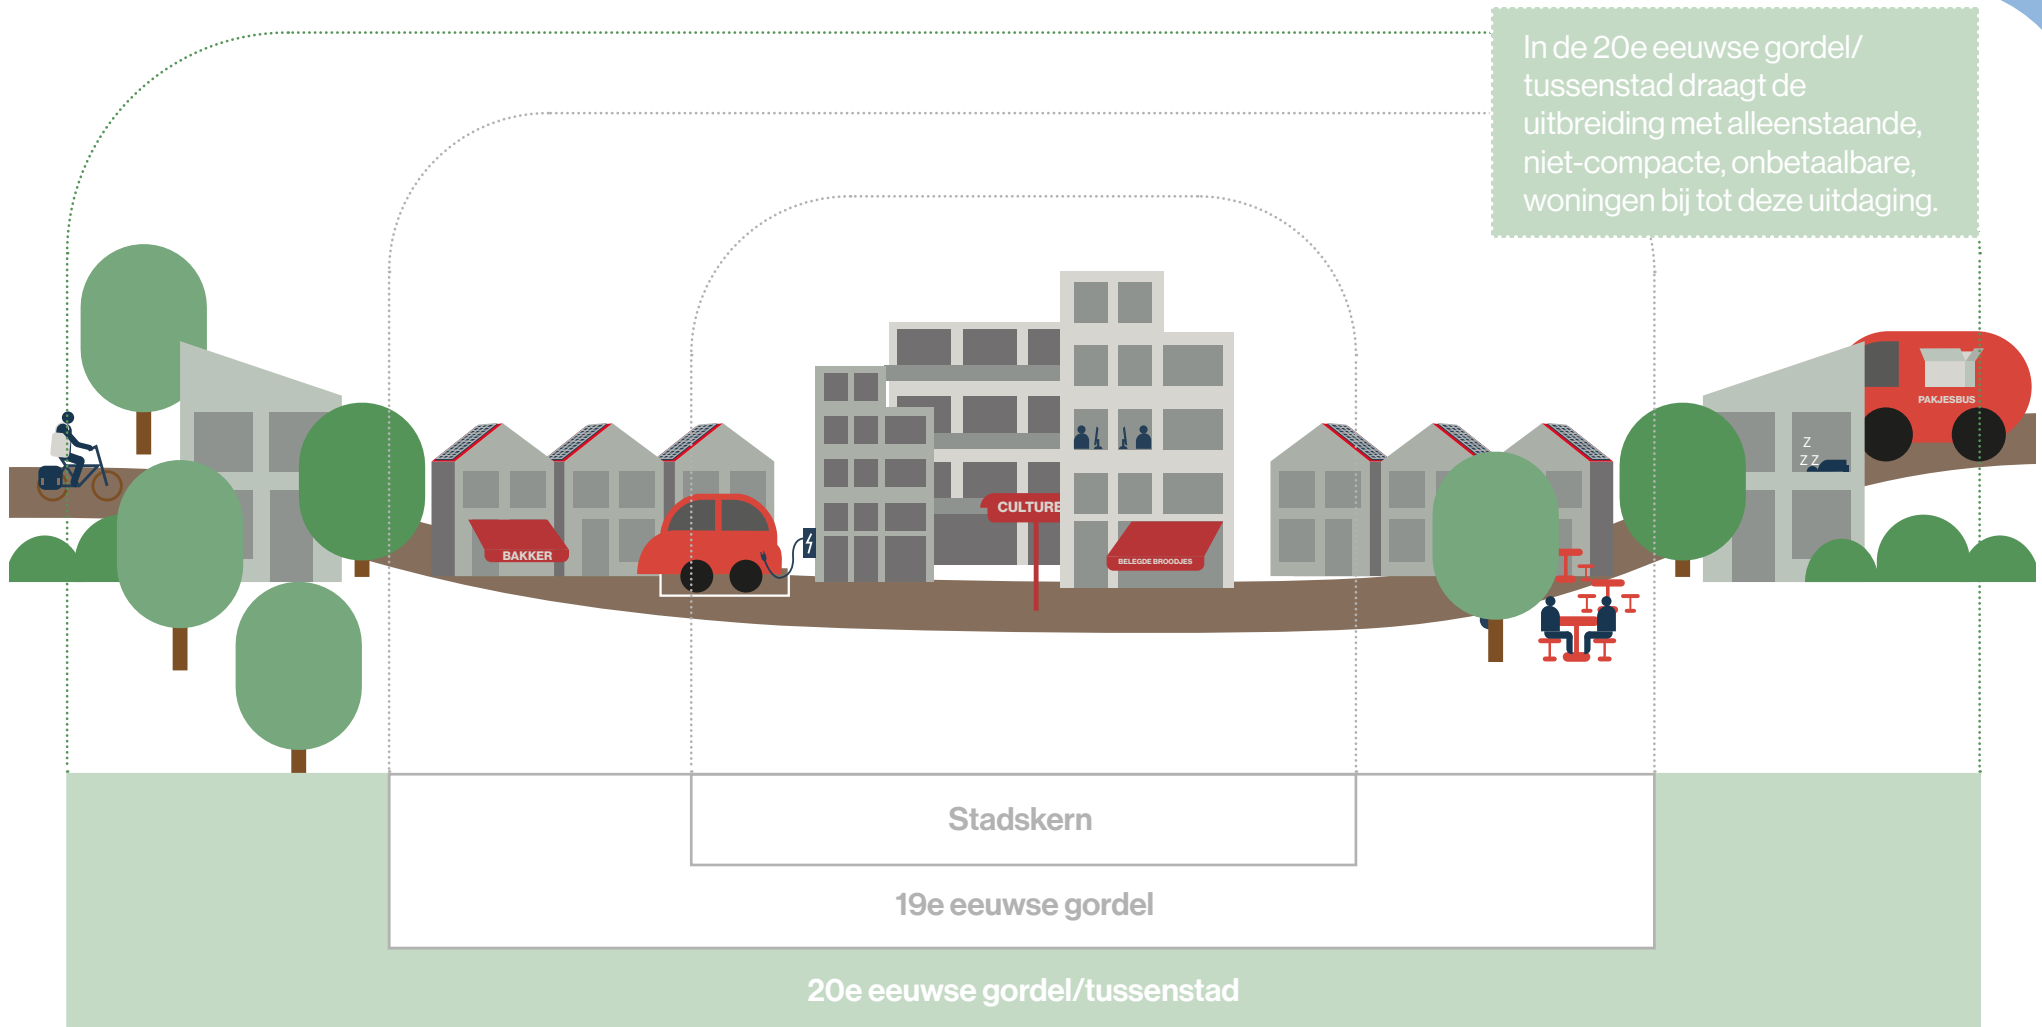 In de 20e eeuwse gordel/
tussenstad draagt de
uitbreiding met alleenstaande,
niet-compacte, onbetaalbare,
woningen bij tot deze uitdaging.
PAKJESBUS
Z
Z Z
CULTURE
BAKKER
BELEGDE BROODJES
Stadskern
19e eeuwse gordel
20e eeuwse gordel/tussenstad